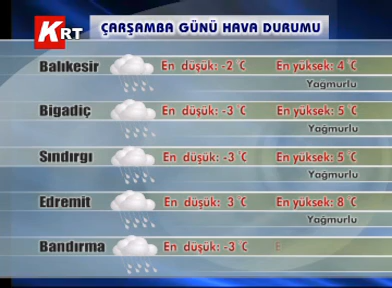 KRT
ÇARŞAMBA GÜNÜ HAVA DURUMU
Balıkesir En düşük: -2 °C En yüksek: 4 °C
Yağmurlu
Bigadiç En düşük: -3 °C En yüksek: 5 °C
Yağmurlu
Sındırgı En düşük: -3 °C En yüksek: 5 °C
Yağmurlu
Edremit En düşük: 3 °C En yüksek: 8 °C
Yağmurlu
Bandırma En düşük: -3 °C E